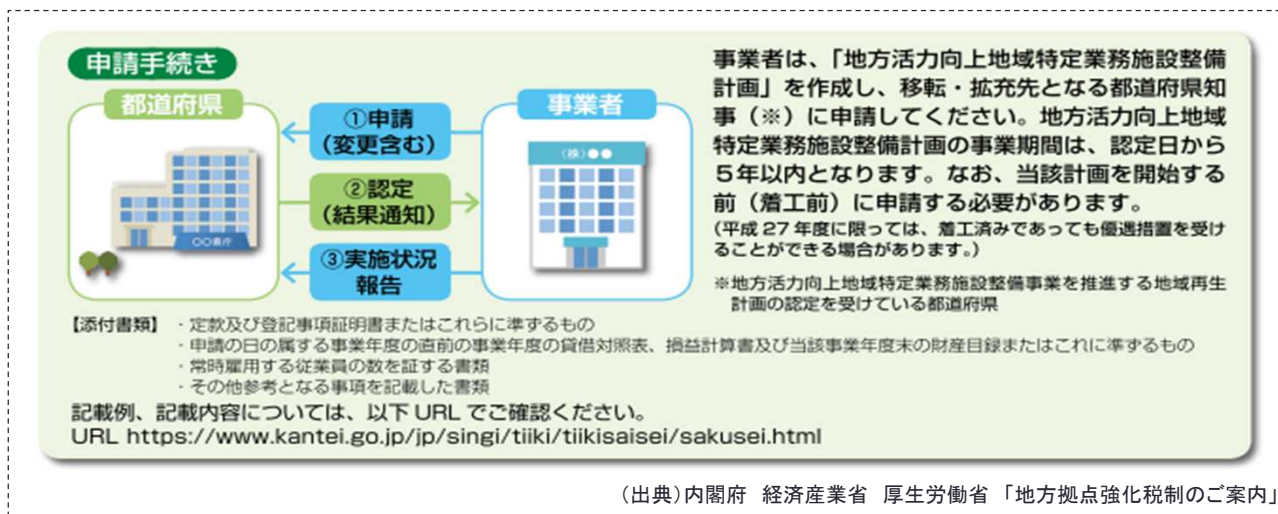 申請手続き
都道府県
〇〇県庁
①申請
(変更含む)
②認定
(結果通知)
③実施状況
報告
事業者
(株)●●
事業者は、「地方活力向上地域特定業務施設整備
計画」を作成し、移転・拡充先となる都道府県知
事（※）に申請してください。地方活力向上地域
特定業務施設整備計画の事業期間は、認定日から
５年以内となります。なお、当該計画を開始する
前（着工前）に申請する必要があります。
(平成 27 年度に限っては、着工済みであっても優遇措置を受け
ることができる場合があります。)
※地方活力向上地域特定業務施設整備事業を推進する地域再生
計画の認定を受けている都道府県
【添付書類】 ・定款及び登記事項証明書またはこれらに準ずるもの
・申請の日の属する事業年度の直前の事業年度の貸借対照表、損益計算書及び当該事業年度末の財産目録またはこれに準ずるもの
・常時雇用する従業員の数を証する書類
・その他参考となる事項を記載した書類
記載例、記載内容については、以下 URL でご確認ください。
URL https://www.kantei.go.jp/jp/singi/tiiki/tiikisaisei/sakusei.html
（出典）内閣府 経済産業省 厚生労働省 「地方拠点強化税制のご案内」